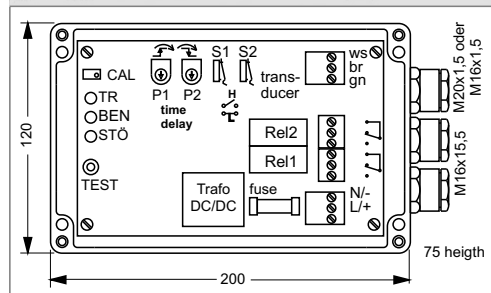 S1 S2
CAL
P1 P2
time
delay
H
L
trans-
ducer
ws
br
gn
TR
BEN
STÖ
TEST
Rel2
Rel1
Trafo
DC/DC
fuse
N/-
L/+
M20x1,5 oder
M16x1,5
M16x15,5
75 heigth
120
200